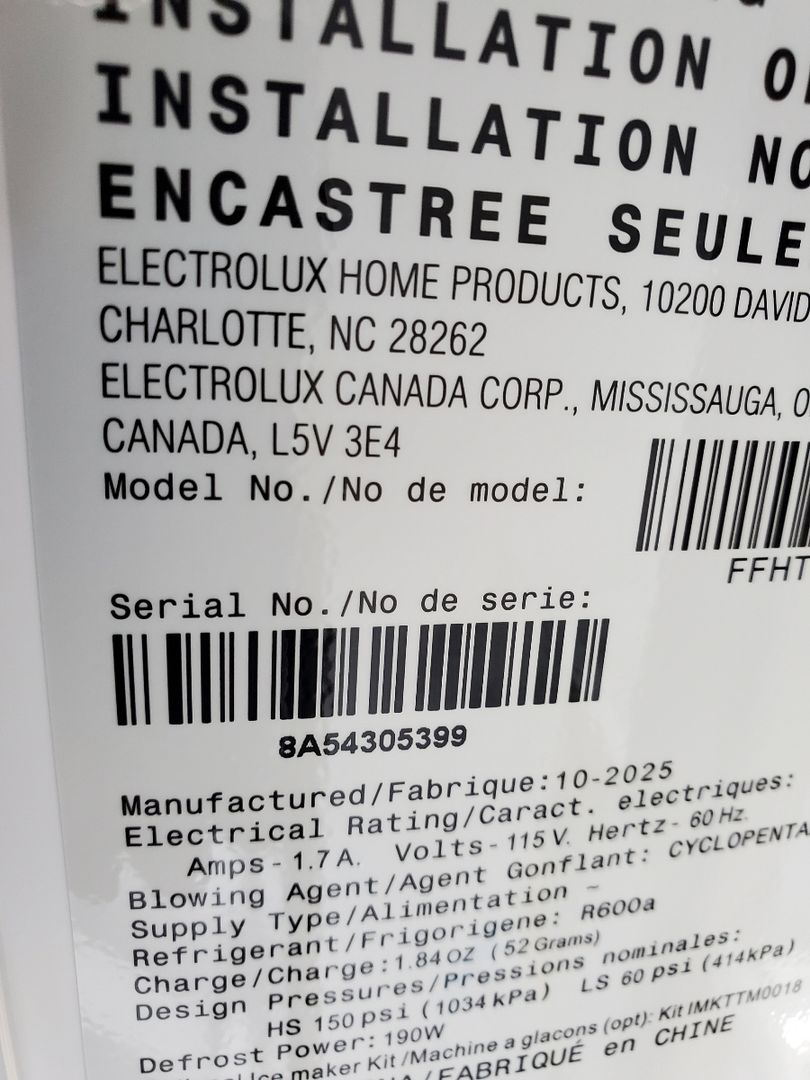 INSTALLATION
INSTALLATION
ENCASTREE SEULE
ELECTROLUX HOME PRODUCTS, 10200 DAVID
CHARLOTTE, NC 28262
ELECTROLUX CANADA CORP., MISSISSAUGA,
CANADA, L5V 3E4
Model No./No de model:
FFHT
Serial No./No de serie:
8A54305399
Manufactured/Fabrique:10-2025
Electrical Rating/Caract. electriques:
Amps - 1.7 A. Volts - 115 V. Hertz - 60 Hz.
Blowing Agent/Agent Gonflant: CYCLOPENTA
Supply Type/Alimentation ~
Refrigerant/Frigorigene: R600a
Charge/Charge:1.84 OZ (52 Grams)
Design Pressures/Pressions nominales:
HS 150 psi (1034 kPa) LS 60 psi (414kPa)
Defrost Power: 190W
Ice maker Kit /Machine a glacons (opt): Kit IMKTTM0018
/FABRIQUÉ en CHINE